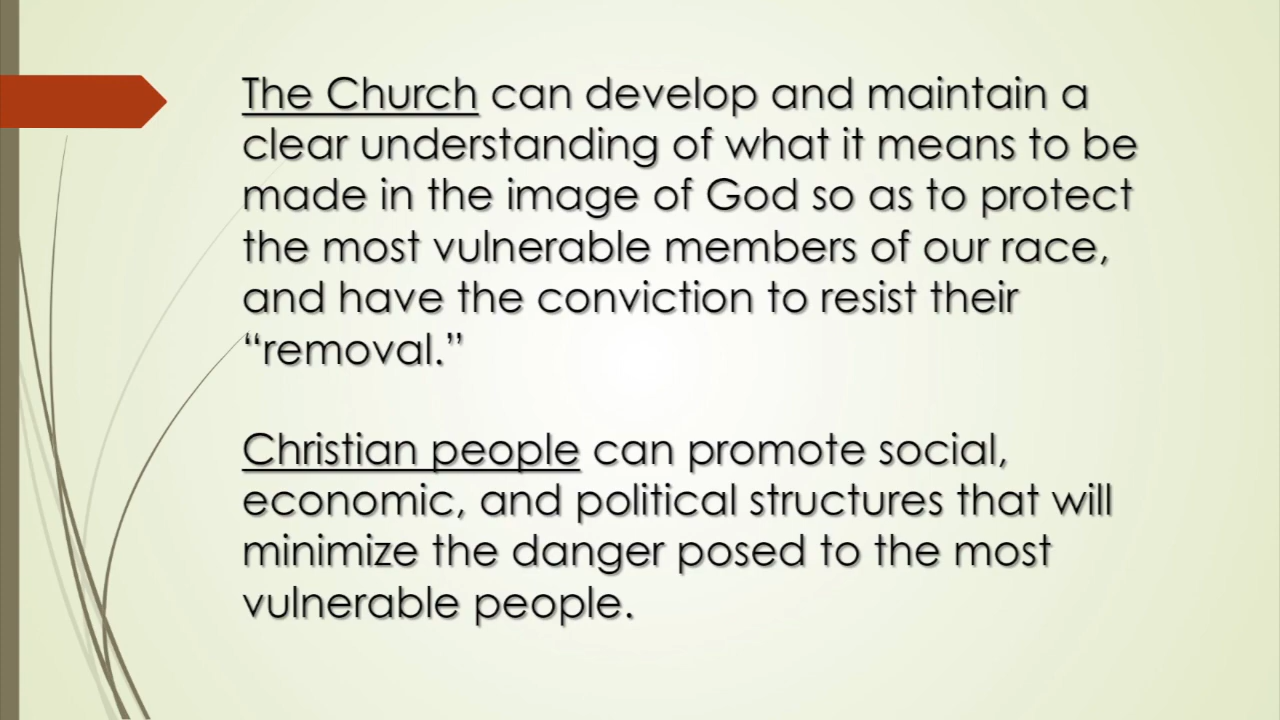 The Church can develop and maintain a
clear understanding of what it means to be
made in the image of God so as to protect
the most vulnerable members of our race,
and have the conviction to resist their
“removal.”
Christian people can promote social,
economic, and political structures that will
minimize the danger posed to the most
vulnerable people.